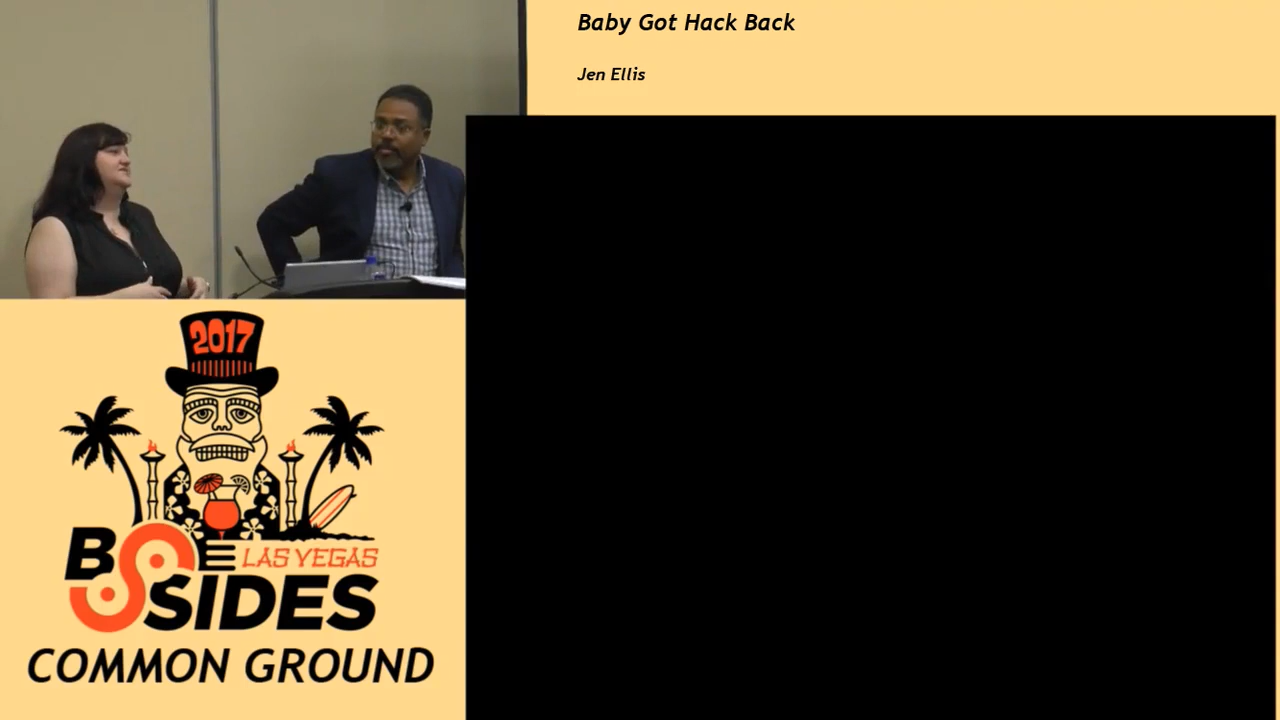 Baby Got Hack Back
Jen Ellis
2017
BSIDES
LAS VEGAS
COMMON GROUND